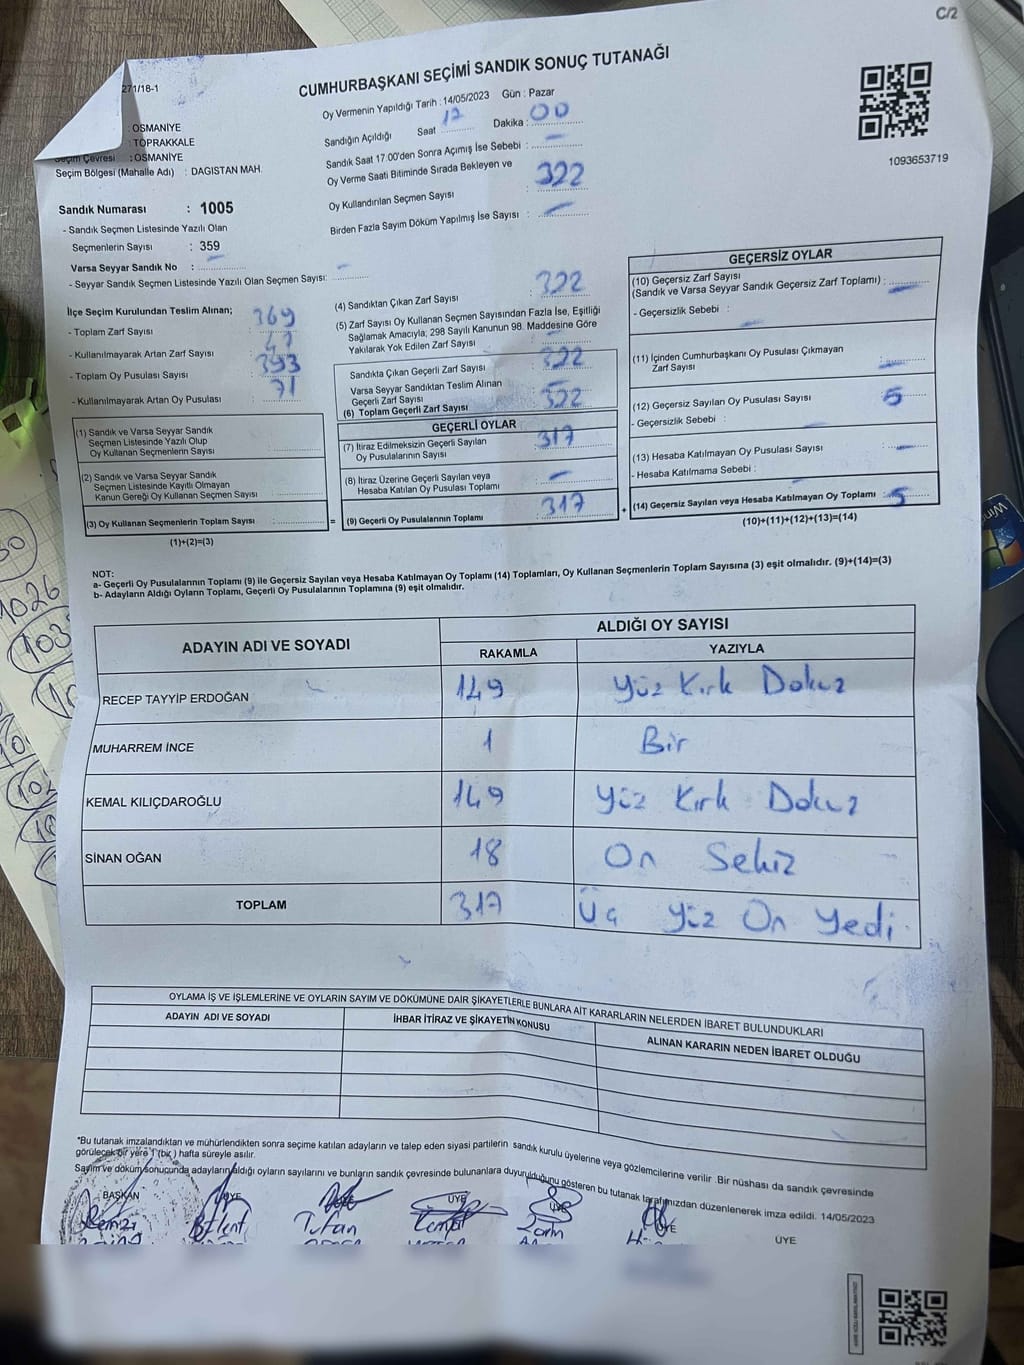 C/2
271/18-1
CUMHURBAŞKANI SEÇİMİ SANDIK SONUÇ TUTANAĞI
Oy Vermenin Yapıldığı Tarih : 14/05/2023 Gün : Pazar
Sandığın Açıldığı Saat 17 Dakika : 00
Sandık Saat 17.00'den Sonra Açımış İse Sebebi :
Oy Verme Saati Bitiminde Sırada Bekleyen ve
Oy Kullandırılan Seçmen Sayısı : 322
Birden Fazla Sayım Döküm Yapılmış İse Sayısı :
1093653719
: OSMANİYE
: TOPRAKKALE
Seçim Çevresi : OSMANİYE
Seçim Bölgesi (Mahalle Adı) : DAGISTAN MAH.
Sandık Numarası : 1005
- Sandık Seçmen Listesinde Yazılı Olan
Seçmenlerin Sayısı : 359
Varsa Seyyar Sandık No :
- Seyyar Sandık Seçmen Listesinde Yazılı Olan Seçmen Sayısı:
İlçe Seçim Kurulundan Teslim Alınan;
- Toplam Zarf Sayısı : 369
- Kullanılmayarak Artan Zarf Sayısı : 47
- Toplam Oy Pusulası Sayısı : 393
- Kullanılmayarak Artan Oy Pusulası : 71
(1) Sandık ve Varsa Seyyar Sandık
Seçmen Listesinde Yazılı Olup
Oy Kullanan Seçmenlerin Sayısı :
(2) Sandık ve Varsa Seyyar Sandık
Seçmen Listesinde Kayıtlı Olmayan
Kanun Gereği Oy Kullanan Seçmen Sayısı :
(3) Oy Kullanan Seçmenlerin Toplam Sayısı :
(1)+(2)=(3)
(4) Sandıktan Çıkan Zarf Sayısı : 322
(5) Zarf Sayısı Oy Kullanan Seçmen Sayısından Fazla İse, Eşitliği
Sağlamak Amacıyla, 298 Sayılı Kanunun 98. Maddesine Göre
Yakılarak Yok Edilen Zarf Sayısı :
Sandıkta Çıkan Geçerli Zarf Sayısı : 322
Varsa Seyyar Sandıktan Teslim Alınan
Geçerli Zarf Sayısı :
(6) Toplam Geçerli Zarf Sayısı : 322
GEÇERLİ OYLAR
(7) İtiraz Edilmeksizin Geçerli Sayılan
Oy Pusulalarının Sayısı : 317
(8) İtiraz Üzerine Geçerli Sayılan veya
Hesaba Katılan Oy Pusulası Toplamı :
= (9) Geçerli Oy Pusulalarının Toplamı : 317
GEÇERSİZ OYLAR
(10) Geçersiz Zarf Sayısı
(Sandık ve Varsa Seyyar Sandık Geçersiz Zarf Toplamı) :
- Geçersizlik Sebebi :
(11) İçinden Cumhurbaşkanı Oy Pusulası Çıkmayan
Zarf Sayısı :
(12) Geçersiz Sayılan Oy Pusulası Sayısı : 5
- Geçersizlik Sebebi :
(13) Hesaba Katılmayan Oy Pusulası Sayısı :
- Hesaba Katılmama Sebebi :
+ (14) Geçersiz Sayılan veya Hesaba Katılmayan Oy Toplamı : 5
(10)+(11)+(12)+(13)=(14)
NOT:
a- Geçerli Oy Pusulalarının Toplamı (9) ile Geçersiz Sayılan veya Hesaba Katılmayan Oy Toplamı (14) Toplamları, Oy Kullanan Seçmenlerin Toplam Sayısına (3) eşit olmalıdır. (9)+(14)=(3)
b- Adayların Aldığı Oyların Toplamı, Geçerli Oy Pusulalarının Toplamına (9) eşit olmalıdır.
ADAYIN ADI VE SOYADI ALDIĞI OY SAYISI
RAKAMLA YAZIYLA
RECEP TAYYİP ERDOĞAN 149 Yüz Kırk Dokuz
MUHARREM İNCE 1 Bir
KEMAL KILIÇDAROĞLU 149 Yüz Kırk Dokuz
SİNAN OĞAN 18 On Sekiz
TOPLAM 317 Üç Yüz On Yedi
OYLAMA İŞ VE İŞLEMLERİNE VE OYLARIN SAYIM VE DÖKÜMÜNE DAİR ŞİKAYETLERLE BUNLARA AİT KARARLARIN NELERDEN İBARET BULUNDUKLARI
ADAYIN ADI VE SOYADI İHBAR İTİRAZ VE ŞİKAYETİN KONUSU ALINAN KARARIN NEDEN İBARET OLDUĞU
*Bu tutanak imzalandıktan ve mühürlendikten sonra seçime katılan adayların ve talep eden siyasi partilerin sandık kurulu üyelerine veya gözlemcilerine verilir .Bir nüshası da sandık çevresinde
görülecek bir yere 1 (bir ) hafta süreyle asılır.
Sayım ve döküm sonucunda adayların aldığı oyların sayılarını ve bunların sandık çevresinde bulunanlara duyurulduğunu gösteren bu tutanak tarafımızdan düzenlenerek imza edildi. 14/05/2023
BAŞKAN ÜYE ÜYE ÜYE ÜYE ÜYE
Tufan
1026